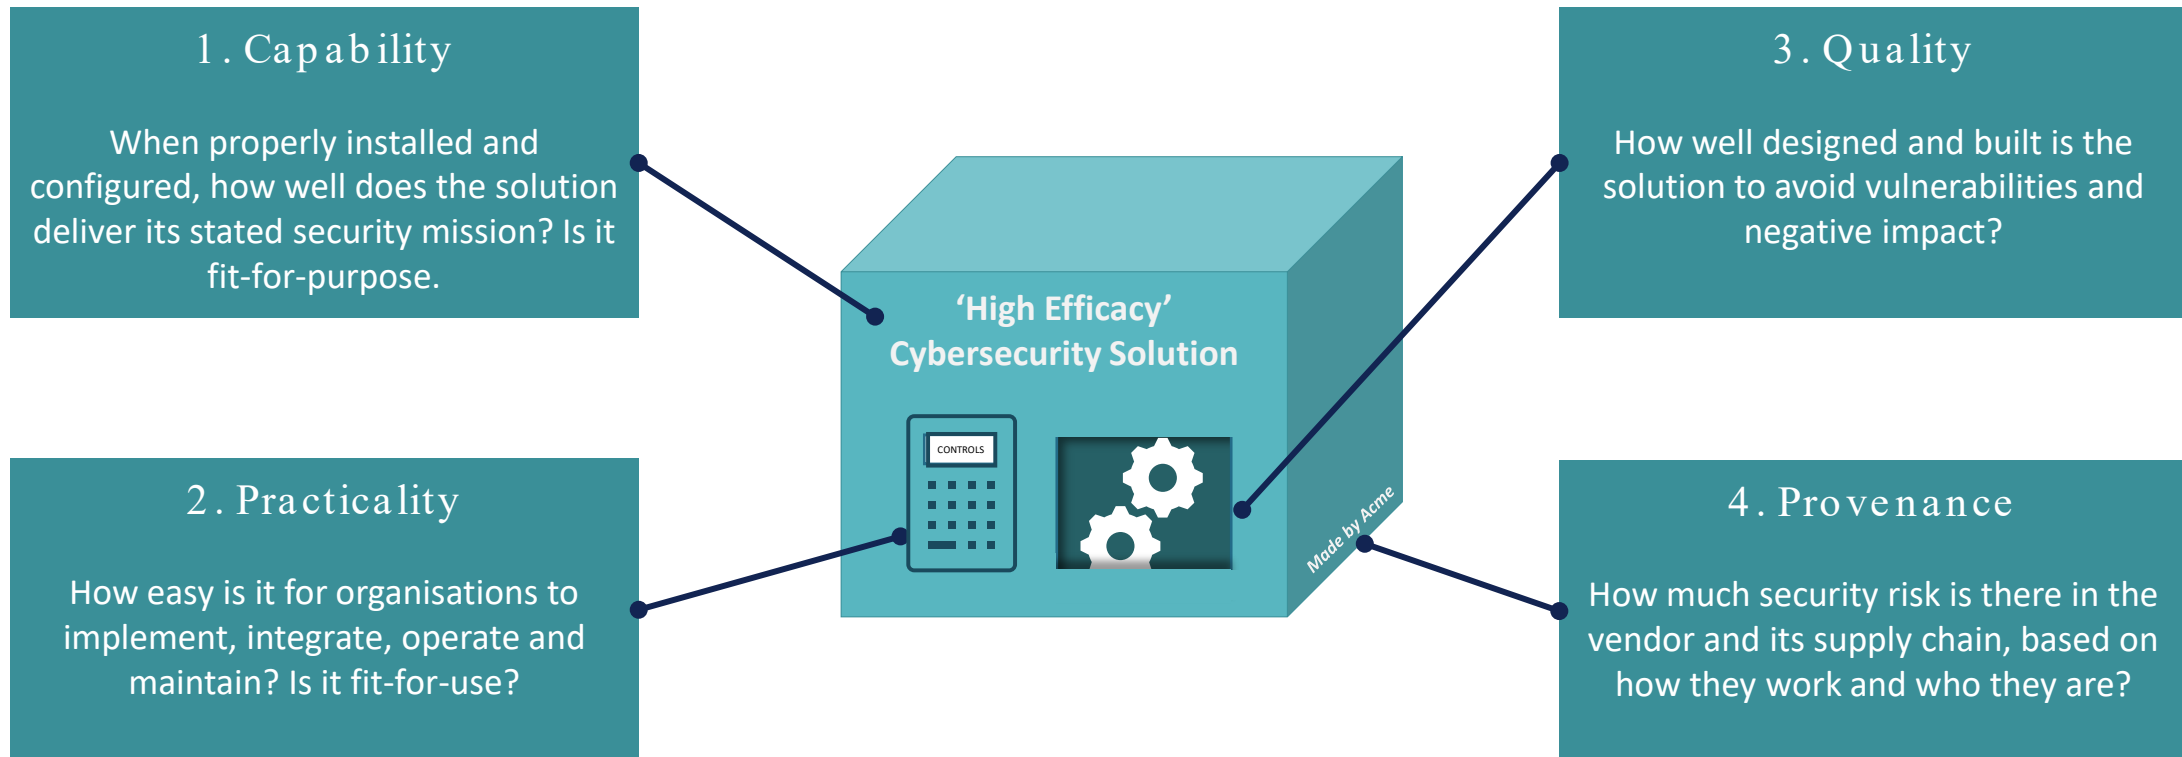 1. Capability
When properly installed and
configured, how well does the solution
deliver its stated security mission? Is it
fit-for-purpose.
2. Practicality
How easy is it for organisations to
implement, integrate, operate and
maintain? Is it fit-for-use?
‘High Efficacy’
Cybersecurity Solution
CONTROLS
Made by Acme
3. Quality
How well designed and built is the
solution to avoid vulnerabilities and
negative impact?
4. Provenance
How much security risk is there in the
vendor and its supply chain, based on
how they work and who they are?